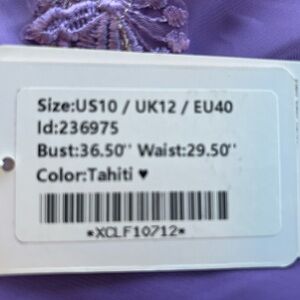 Size:US10 / UK12 / EU40
Id:236975
Bust:36.50'' Waist:29.50''
Color:Tahiti ♥
*XCLF10712*